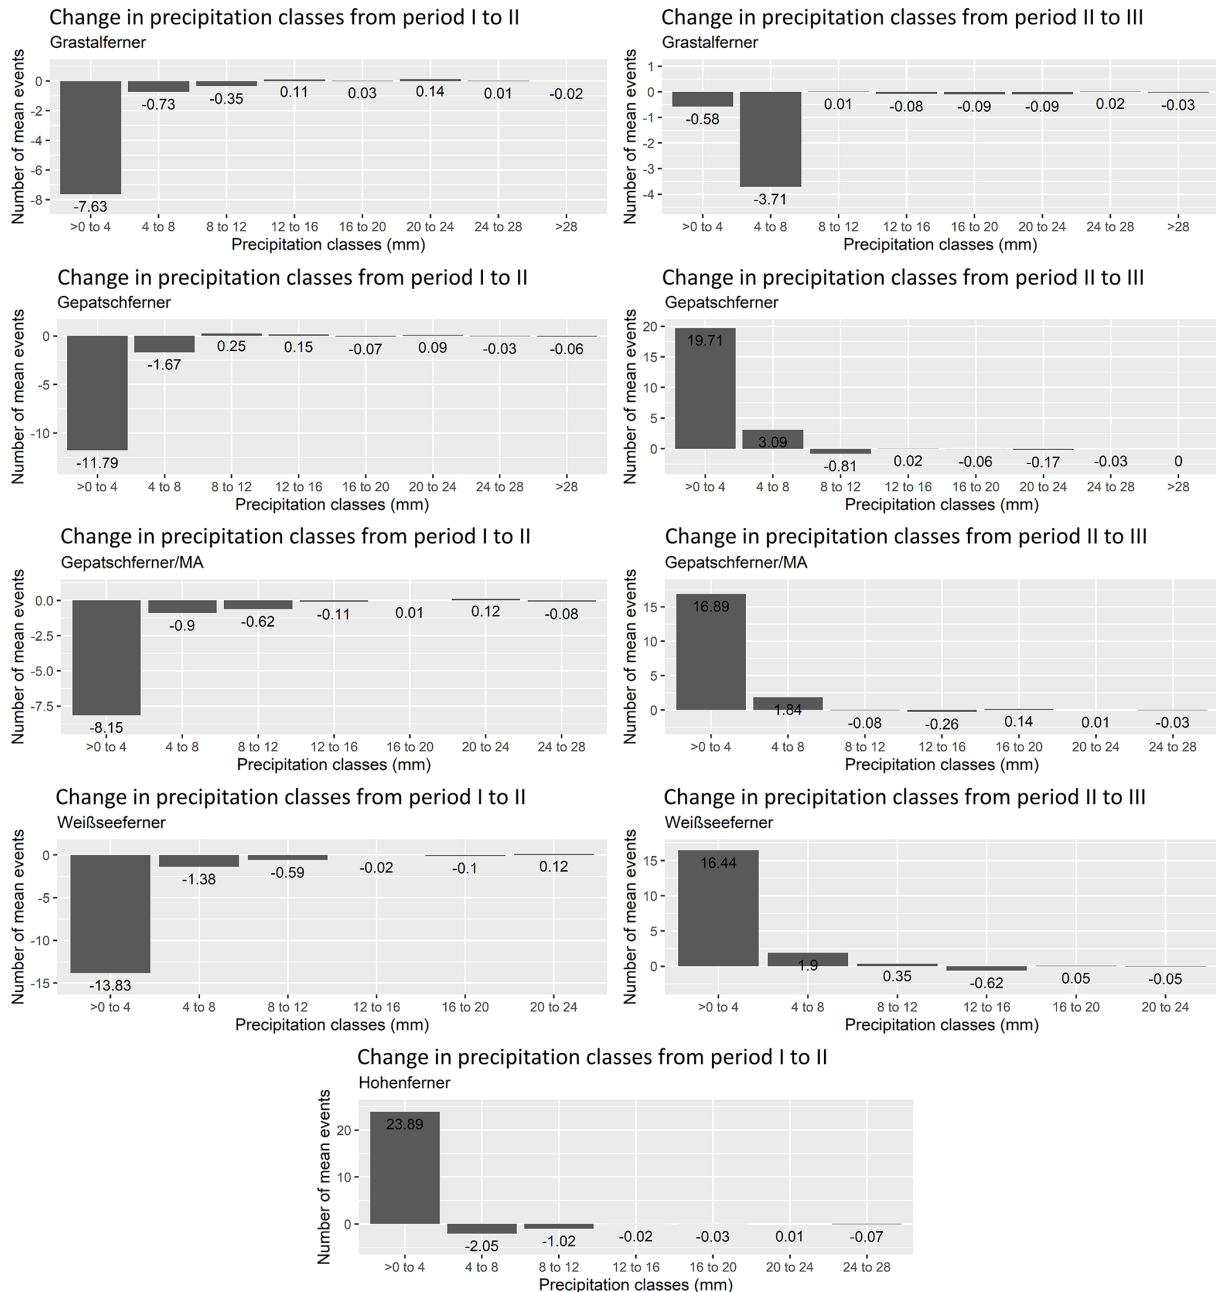 Change in precipitation classes from period I to II
Grastalferner
Number of mean events
0
-2
-4
-6
-8
-7.63
-0.73
-0.35
0.11
0.03
0.14
0.01
-0.02
>0 to 4
4 to 8
8 to 12
12 to 16
16 to 20
20 to 24
24 to 28
>28
Precipitation classes (mm)
Change in precipitation classes from period II to III
Grastalferner
Number of mean events
1
0
-1
-2
-3
-4
-0.58
-3.71
0.01
-0.08
-0.09
-0.09
0.02
-0.03
>0 to 4
4 to 8
8 to 12
12 to 16
16 to 20
20 to 24
24 to 28
>28
Precipitation classes (mm)
Change in precipitation classes from period I to II
Gepatschferner
Number of mean events
0
-5
-10
-11.79
-1.67
0.25
0.15
-0.07
0.09
-0.03
-0.06
>0 to 4
4 to 8
8 to 12
12 to 16
16 to 20
20 to 24
24 to 28
>28
Precipitation classes (mm)
Change in precipitation classes from period II to III
Gepatschferner
Number of mean events
20
15
10
5
0
19.71
3.09
-0.81
0.02
-0.06
-0.17
-0.03
0
>0 to 4
4 to 8
8 to 12
12 to 16
16 to 20
20 to 24
24 to 28
>28
Precipitation classes (mm)
Change in precipitation classes from period I to II
Gepatschferner/MA
Number of mean events
0.0
-2.5
-5.0
-7.5
-8.15
-0.9
-0.62
-0.11
0.01
0.12
-0.08
>0 to 4
4 to 8
8 to 12
12 to 16
16 to 20
20 to 24
24 to 28
Precipitation classes (mm)
Change in precipitation classes from period II to III
Gepatschferner/MA
Number of mean events
15
10
5
0
16.89
1.84
-0.08
-0.26
0.14
0.01
-0.03
>0 to 4
4 to 8
8 to 12
12 to 16
16 to 20
20 to 24
24 to 28
Precipitation classes (mm)
Change in precipitation classes from period I to II
Weißseeferner
Number of mean events
0
-5
-10
-15
-13.83
-1.38
-0.59
-0.02
-0.1
0.12
>0 to 4
4 to 8
8 to 12
12 to 16
16 to 20
20 to 24
Precipitation classes (mm)
Change in precipitation classes from period II to III
Weißseeferner
Number of mean events
15
10
5
0
16.44
1.9
0.35
-0.62
0.05
-0.05
>0 to 4
4 to 8
8 to 12
12 to 16
16 to 20
20 to 24
Precipitation classes (mm)
Change in precipitation classes from period I to II
Hohenferner
Number of mean events
20
10
0
23.89
-2.05
-1.02
-0.02
-0.03
0.01
-0.07
>0 to 4
4 to 8
8 to 12
12 to 16
16 to 20
20 to 24
24 to 28
Precipitation classes (mm)